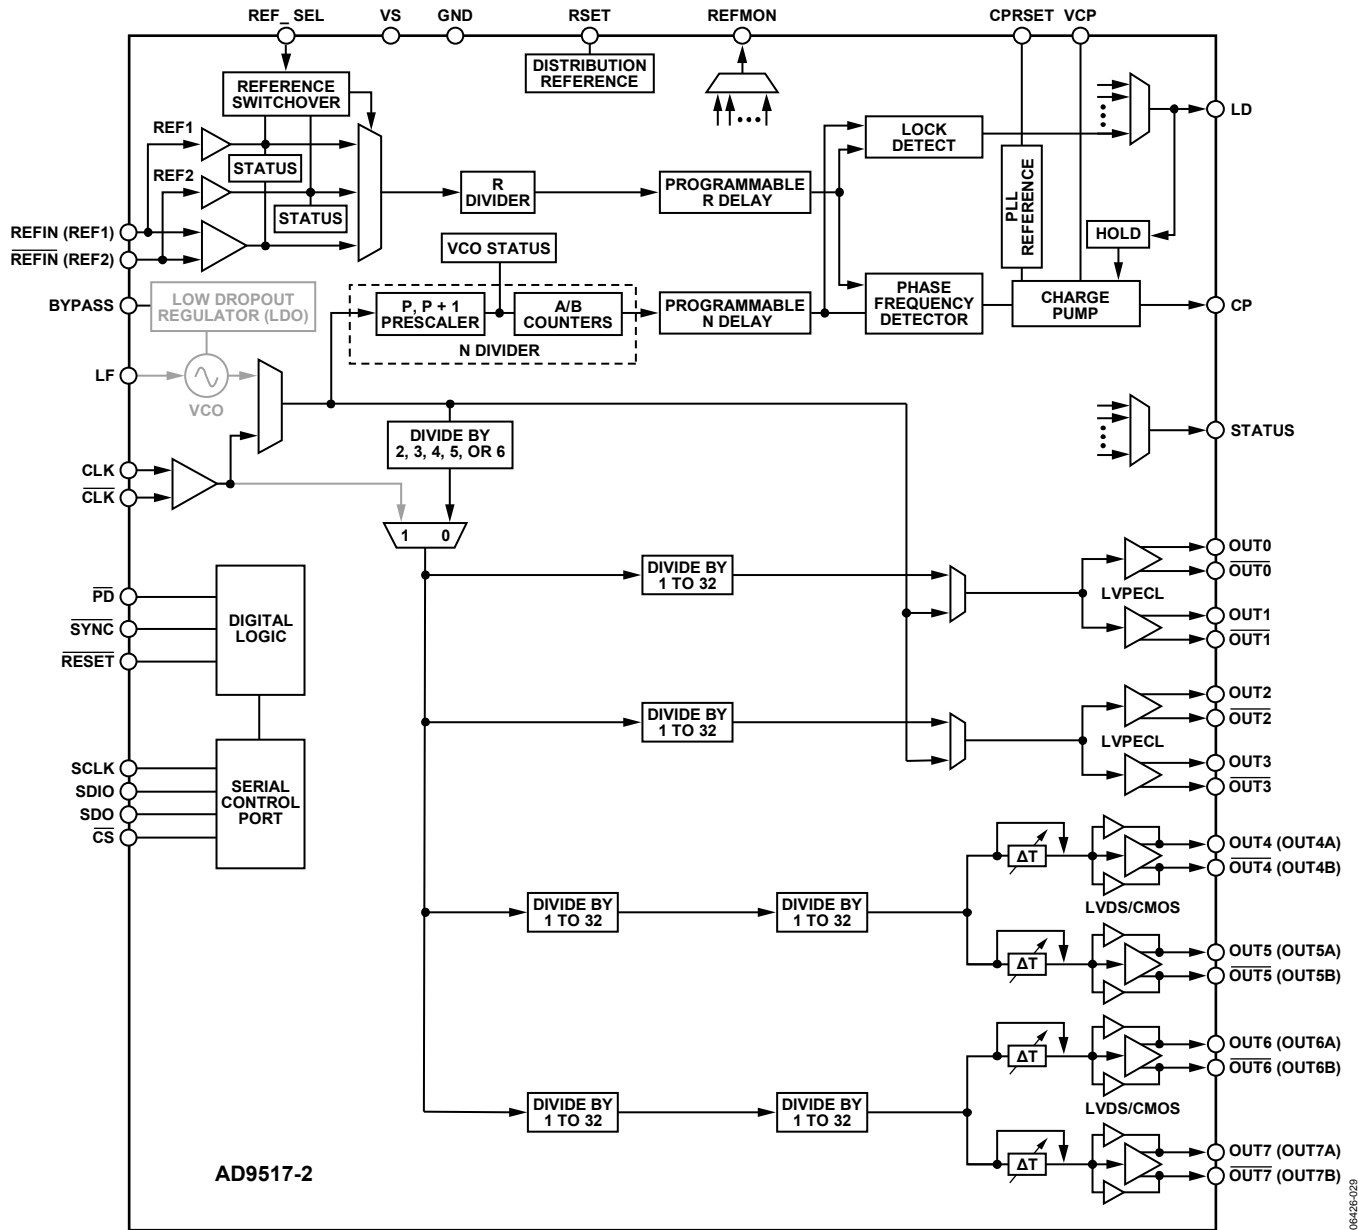 REF_SEL
VS
GND
RSET
REFMON
CPRSET
VCP
DISTRIBUTION
REFERENCE
REFERENCE
SWITCHOVER
REF1
STATUS
REF2
STATUS
R
DIVIDER
PROGRAMMABLE
R DELAY
LOCK
DETECT
PLL
REFERENCE
HOLD
LD
REFIN (REF1)
REFIN (REF2)
VCO STATUS
BYPASS
LOW DROPOUT
REGULATOR (LDO)
P, P + 1
PRESCALER
A/B
COUNTERS
N DIVIDER
PROGRAMMABLE
N DELAY
PHASE
FREQUENCY
DETECTOR
CHARGE
PUMP
CP
LF
VCO
STATUS
DIVIDE BY
2, 3, 4, 5, OR 6
CLK
CLK
1 0
PD
SYNC
RESET
DIGITAL
LOGIC
DIVIDE BY
1 TO 32
LVPECL
OUT0
OUT0
OUT1
OUT1
DIVIDE BY
1 TO 32
LVPECL
OUT2
OUT2
OUT3
OUT3
SCLK
SDIO
SDO
CS
SERIAL
CONTROL
PORT
DIVIDE BY
1 TO 32
DIVIDE BY
1 TO 32
ΔT
ΔT
LVDS/CMOS
OUT4 (OUT4A)
OUT4 (OUT4B)
OUT5 (OUT5A)
OUT5 (OUT5B)
DIVIDE BY
1 TO 32
DIVIDE BY
1 TO 32
ΔT
ΔT
LVDS/CMOS
OUT6 (OUT6A)
OUT6 (OUT6B)
OUT7 (OUT7A)
OUT7 (OUT7B)
AD9517-2
06426-029